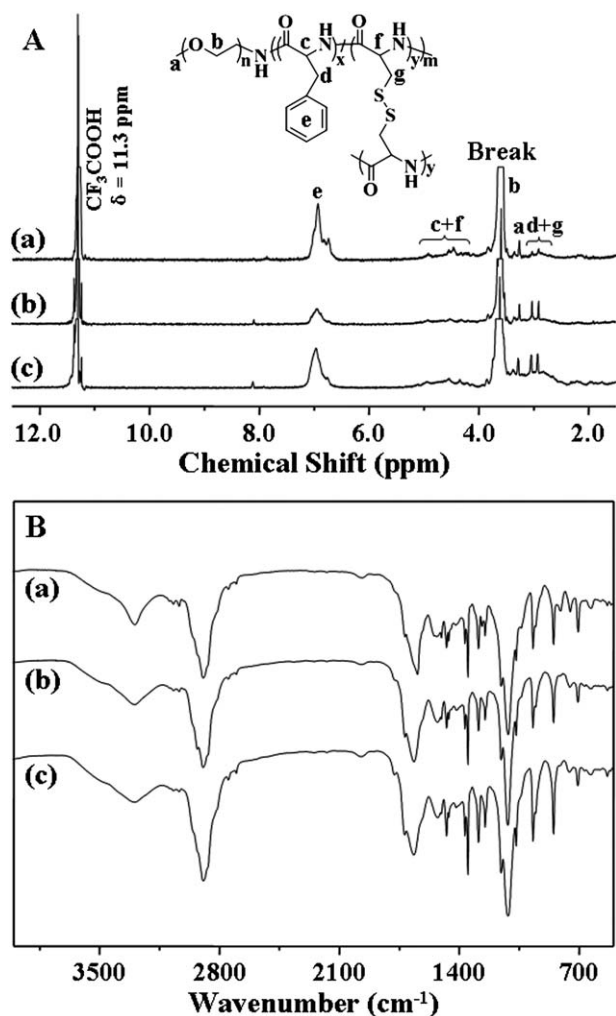 A
CF3COOH
δ = 11.3 ppm
a
O
b
n
N
H
O
c
H
N
x
d
e
O
f
H
N
y
m
g
S
S
O
N
H
y
Break
b
e
c+f
a
d+g
(a)
(b)
(c)
12.0 10.0 8.0 6.0 4.0 2.0
Chemical Shift (ppm)
B
(a)
(b)
(c)
3500 2800 2100 1400 700
Wavenumber (cm-1)